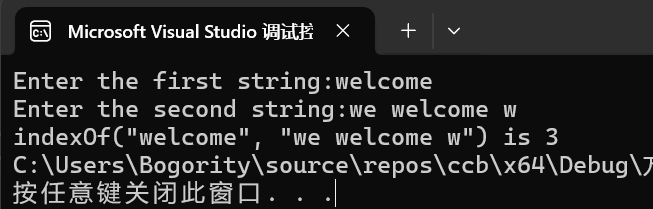 Microsoft Visual Studio 调试控
Enter the first string:welcome
Enter the second string:we welcome w
indexOf("welcome", "we welcome w") is 3
C:\Users\Bogority\source\repos\ccb\x64\Debug\
按任意键关闭此窗口. . .